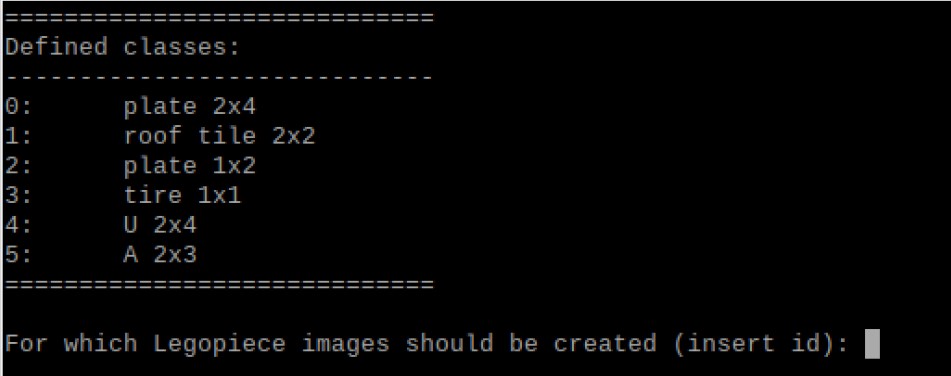 =============================
Defined classes:
-----------------------------
0:	plate 2x4
1:	roof tile 2x2
2:	plate 1x2
3:	tire 1x1
4:	U 2x4
5:	A 2x3
=============================
For which Legopiece images should be created (insert id):